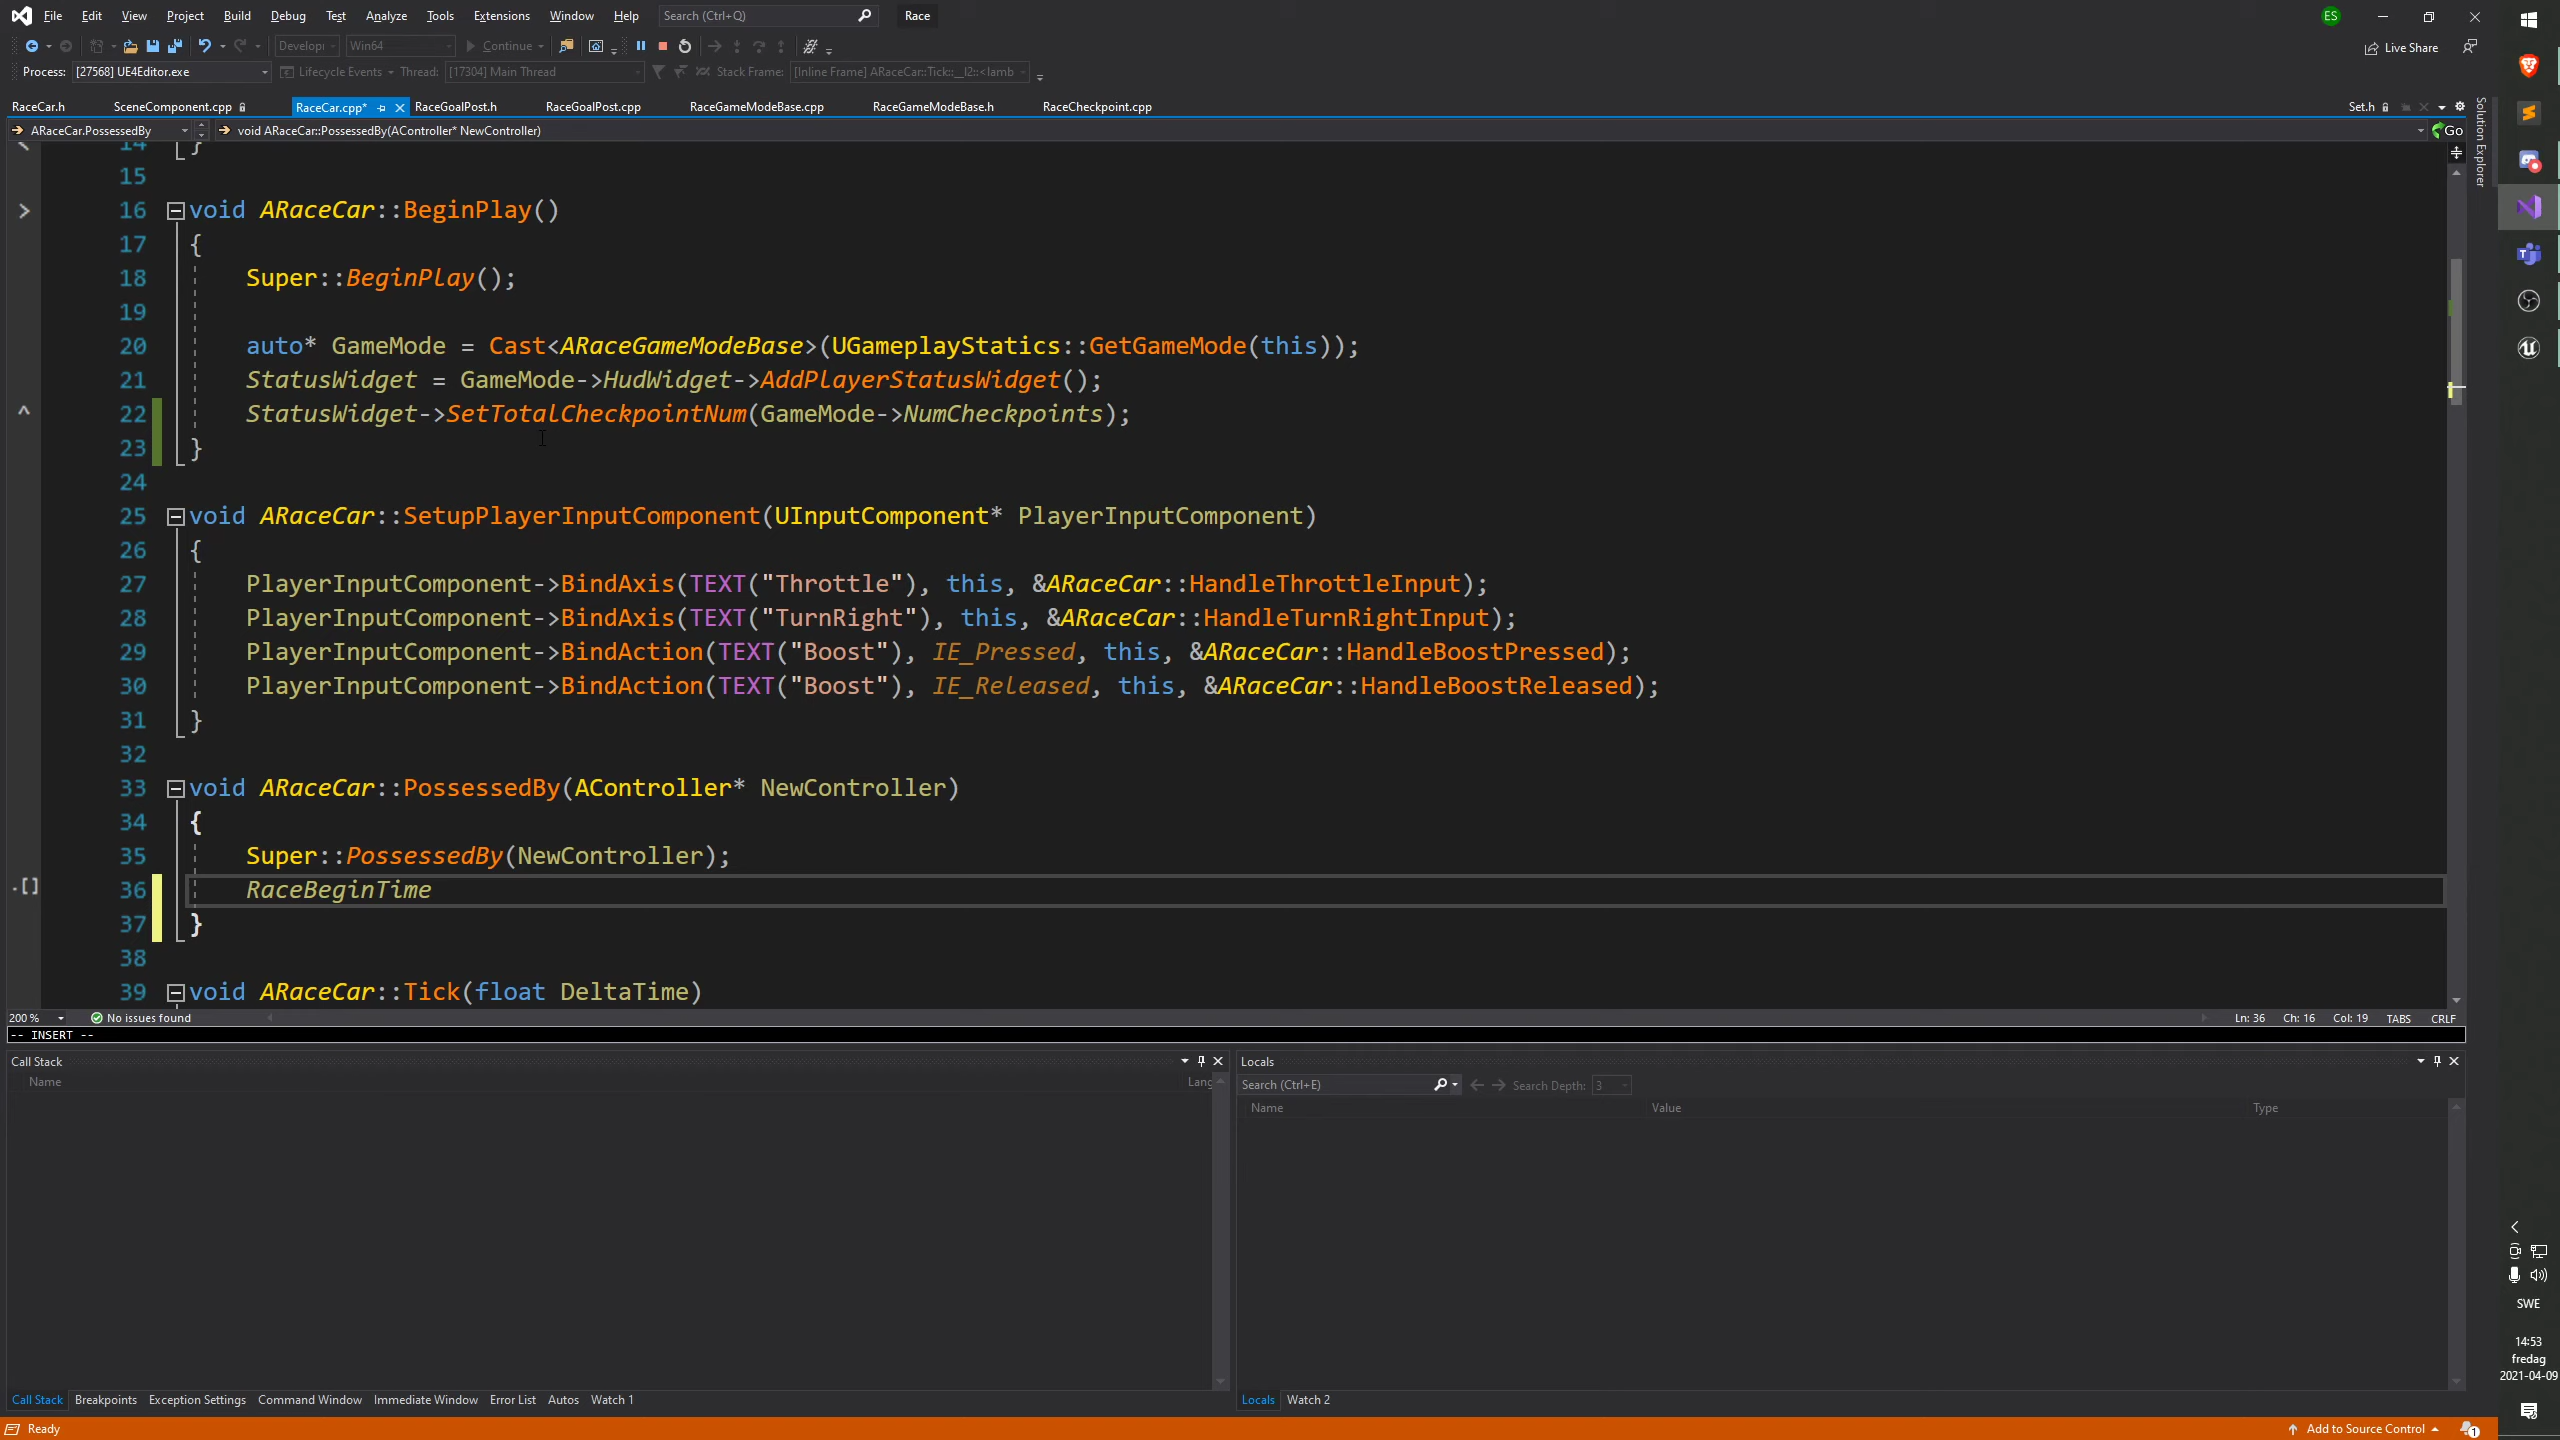 File Edit View Project Build Debug Test Analyze Tools Extensions Window Help Search (Ctrl+Q) Race ES
Develop Win64 Continue Live Share
Process: [27568] UE4Editor.exe Lifecycle Events Thread: [17304] Main Thread Stack Frame: [Inline Frame] ARaceCar::Tick::__l2::<lamb
RaceCar.h SceneComponent.cpp RaceCar.cpp* RaceGoalPost.h RaceGoalPost.cpp RaceGameModeBase.cpp RaceGameModeBase.h RaceCheckpoint.cpp Set.h
ARaceCar.PossessedBy void ARaceCar::PossessedBy(AController* NewController) Go
Solution Explorer
14 }
15
16 void ARaceCar::BeginPlay()
17 {
18 Super::BeginPlay();
19
20 auto* GameMode = Cast<ARaceGameModeBase>(UGameplayStatics::GetGameMode(this));
21 StatusWidget = GameMode->HudWidget->AddPlayerStatusWidget();
22 StatusWidget->SetTotalCheckpointNum(GameMode->NumCheckpoints);
23 }
24
25 void ARaceCar::SetupPlayerInputComponent(UInputComponent* PlayerInputComponent)
26 {
27 PlayerInputComponent->BindAxis(TEXT("Throttle"), this, &ARaceCar::HandleThrottleInput);
28 PlayerInputComponent->BindAxis(TEXT("TurnRight"), this, &ARaceCar::HandleTurnRightInput);
29 PlayerInputComponent->BindAction(TEXT("Boost"), IE_Pressed, this, &ARaceCar::HandleBoostPressed);
30 PlayerInputComponent->BindAction(TEXT("Boost"), IE_Released, this, &ARaceCar::HandleBoostReleased);
31 }
32
33 void ARaceCar::PossessedBy(AController* NewController)
34 {
35 Super::PossessedBy(NewController);
36 RaceBeginTime
37 }
38
39 void ARaceCar::Tick(float DeltaTime)
200 % No issues found Ln: 36 Ch: 16 Col: 19 TABS CRLF
-- INSERT --
Call Stack
Name Lang
Locals
Search (Ctrl+E) Search Depth: 3
Name Value Type
Call Stack Breakpoints Exception Settings Command Window Immediate Window Error List Autos Watch 1
Locals Watch 2
Ready Add to Source Control 1
SWE
14:53
fredag
2021-04-09